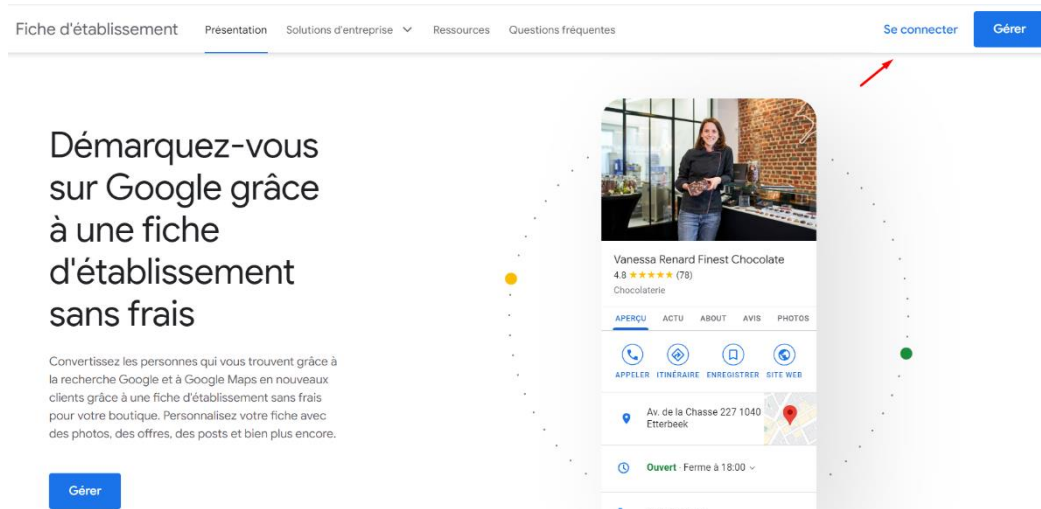 Fiche d'établissement Présentation Solutions d'entreprise Ressources Questions fréquentes Se connecter Gérer
Démarquez-vous
sur Google grâce
à une fiche
d'établissement
sans frais
Convertissez les personnes qui vous trouvent grâce à
la recherche Google et à Google Maps en nouveaux
clients grâce à une fiche d'établissement sans frais
pour votre boutique. Personnalisez votre fiche avec
des photos, des offres, des posts et bien plus encore.
Gérer
Vanessa Renard Finest Chocolate
4.8 ★★★★★ (78)
Chocolaterie
APERÇU ACTU ABOUT AVIS PHOTOS
APPELER ITINÉRAIRE ENREGISTRER SITE WEB
Av. de la Chasse 227 1040
Etterbeek
Ouvert · Ferme à 18:00